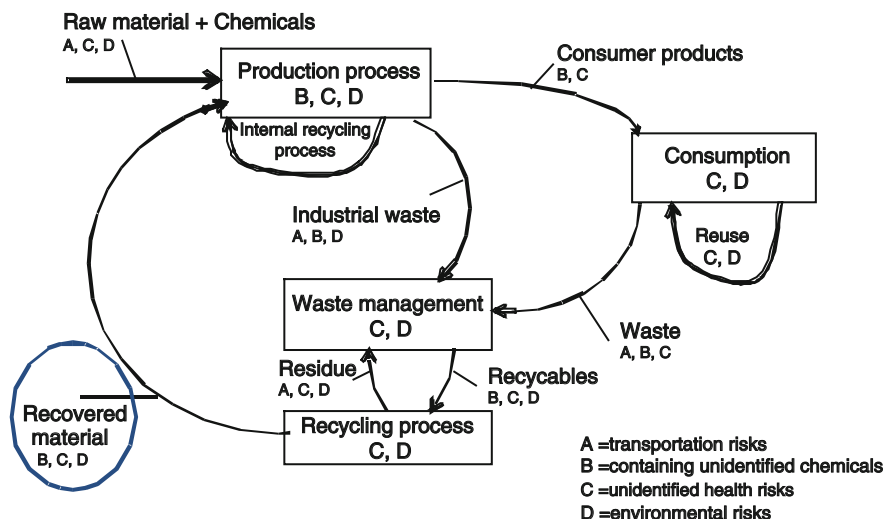 Raw material + Chemicals
A, C, D
Production process
B, C, D
Internal recycling
process
Consumer products
B, C
Consumption
C, D
Reuse
C, D
Industrial waste
A, B, D
Waste management
C, D
Waste
A, B, C
Residue
A, C, D
Recycables
B, C, D
Recycling process
C, D
Recovered
material
B, C, D
A =transportation risks
B =containing unidentified chemicals
C =unidentified health risks
D =environmental risks